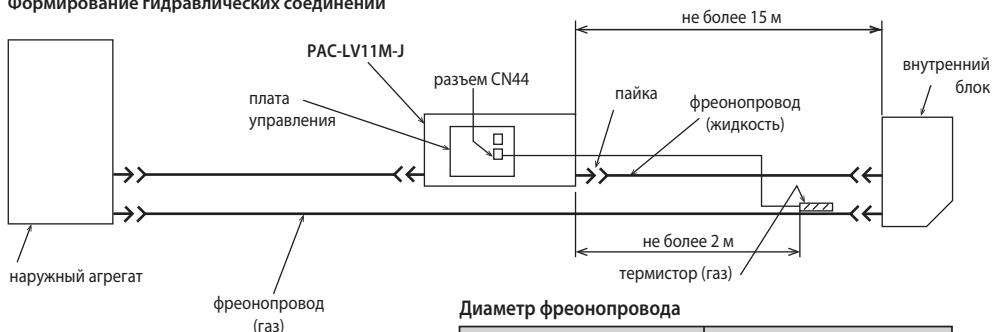 Формирование гидравлических соединений
не более 15 м
PAC-LV11M-J
разъем CN44
внутренний
блок
плата
управления
пайка
фреонопровод
(жидкость)
не более 2 м
наружный агрегат
термистор (газ)
фреонопровод
(газ)
Диаметр фреонопровода